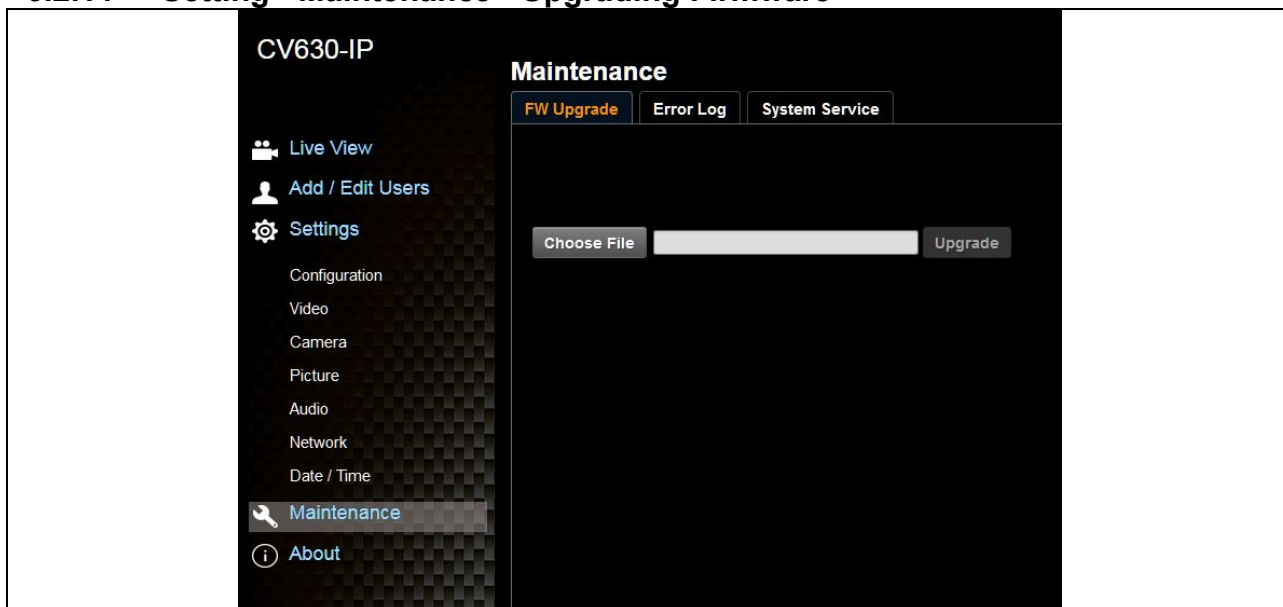 CV630-IP
Maintenance
FW Upgrade Error Log System Service
Live View
Add / Edit Users
Settings
Choose File Upgrade
Configuration
Video
Camera
Picture
Audio
Network
Date / Time
Maintenance
About